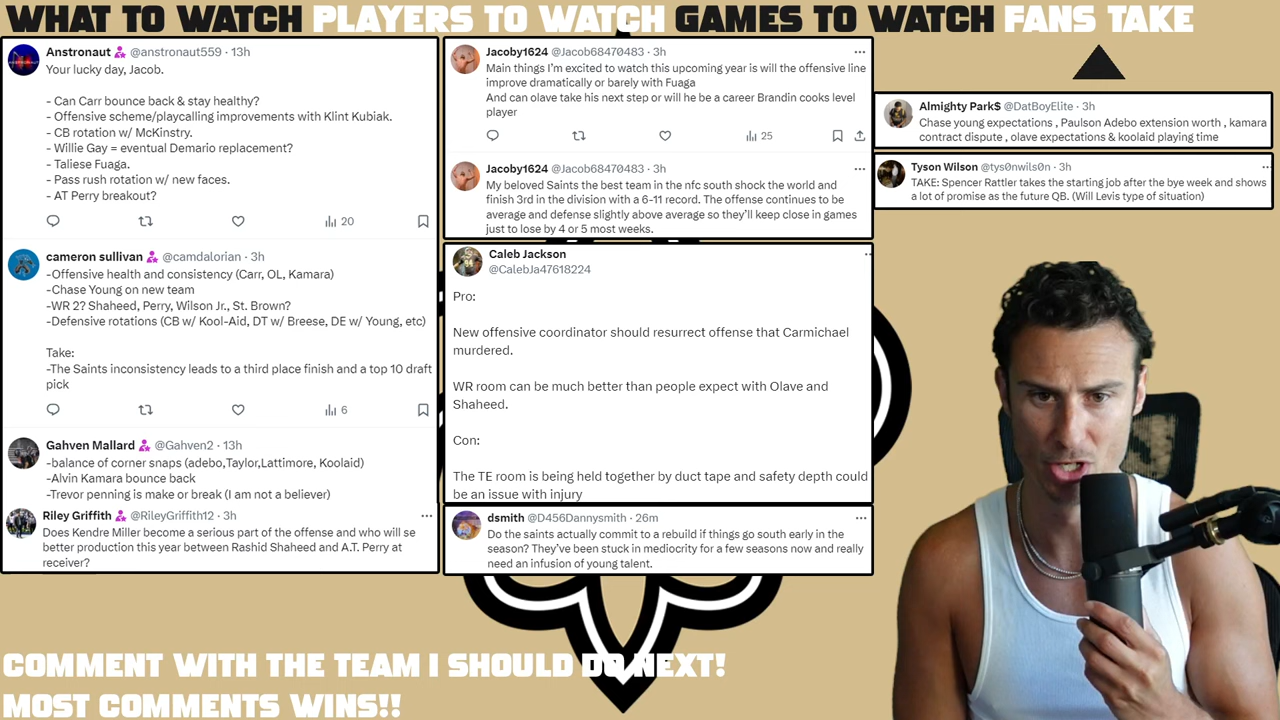 WHAT TO WATCH PLAYERS TO WATCH GAMES TO WATCH FANS TAKE
Anstronaut @anstronaut559 · 13h
Your lucky day, Jacob.
- Can Carr bounce back & stay healthy?
- Offensive scheme/playcalling improvements with Klint Kubiak.
- CB rotation w/ McKinstry.
- Willie Gay = eventual Demario replacement?
- Taliese Fuaga.
- Pass rush rotation w/ new faces.
- AT Perry breakout?
20
cameron sullivan @camdalorian · 3h
-Offensive health and consistency (Carr, OL, Kamara)
-Chase Young on new team
-WR 2? Shaheed, Perry, Wilson Jr., St. Brown?
-Defensive rotations (CB w/ Kool-Aid, DT w/ Breese, DE w/ Young, etc)
Take:
-The Saints inconsistency leads to a third place finish and a top 10 draft
pick
6
Gahven Mallard @Gahven2 · 13h
-balance of corner snaps (adebo,Taylor,Lattimore, Koolaid)
-Alvin Kamara bounce back
-Trevor penning is make or break (I am not a believer)
Riley Griffith @RileyGriffith12 · 3h
Does Kendre Miller become a serious part of the offense and who will se
better production this year between Rashid Shaheed and A.T. Perry at
receiver?
Jacoby1624 @Jacob68470483 · 3h
Main things I'm excited to watch this upcoming year is will the offensive line
improve dramatically or barely with Fuaga
And can olave take his next step or will he be a career Brandin cooks level
player
25
Jacoby1624 @Jacob68470483 · 3h
My beloved Saints the best team in the nfc south shock the world and
finish 3rd in the division with a 6-11 record. The offense continues to
be average and defense slightly above average so they'll keep close in games
just to lose by 4 or 5 most weeks.
Caleb Jackson
@CalebJa47618224
Pro:
New offensive coordinator should resurrect offense that Carmichael
murdered.
WR room can be much better than people expect with Olave and
Shaheed.
Con:
The TE room is being held together by duct tape and safety depth could
be an issue with injury
dsmith @D456Dannysmith · 26m
Do the saints actually commit to a rebuild if things go south early in the
season? They've been stuck in mediocrity for a few seasons now and really
need an infusion of young talent.
Almighty Park$ @DatBoyElite · 3h
Chase young expectations , Paulson Adebo extension worth , kamara
contract dispute , olave expectations & koolaid playing time
Tyson Wilson @tys0nwils0n · 3h
TAKE: Spencer Rattler takes the starting job after the bye week and shows
a lot of promise as the future QB. (Will Levis type of situation)
COMMENT WITH THE TEAM I SHOULD DO NEXT!
MOST COMMENTS WINS!!